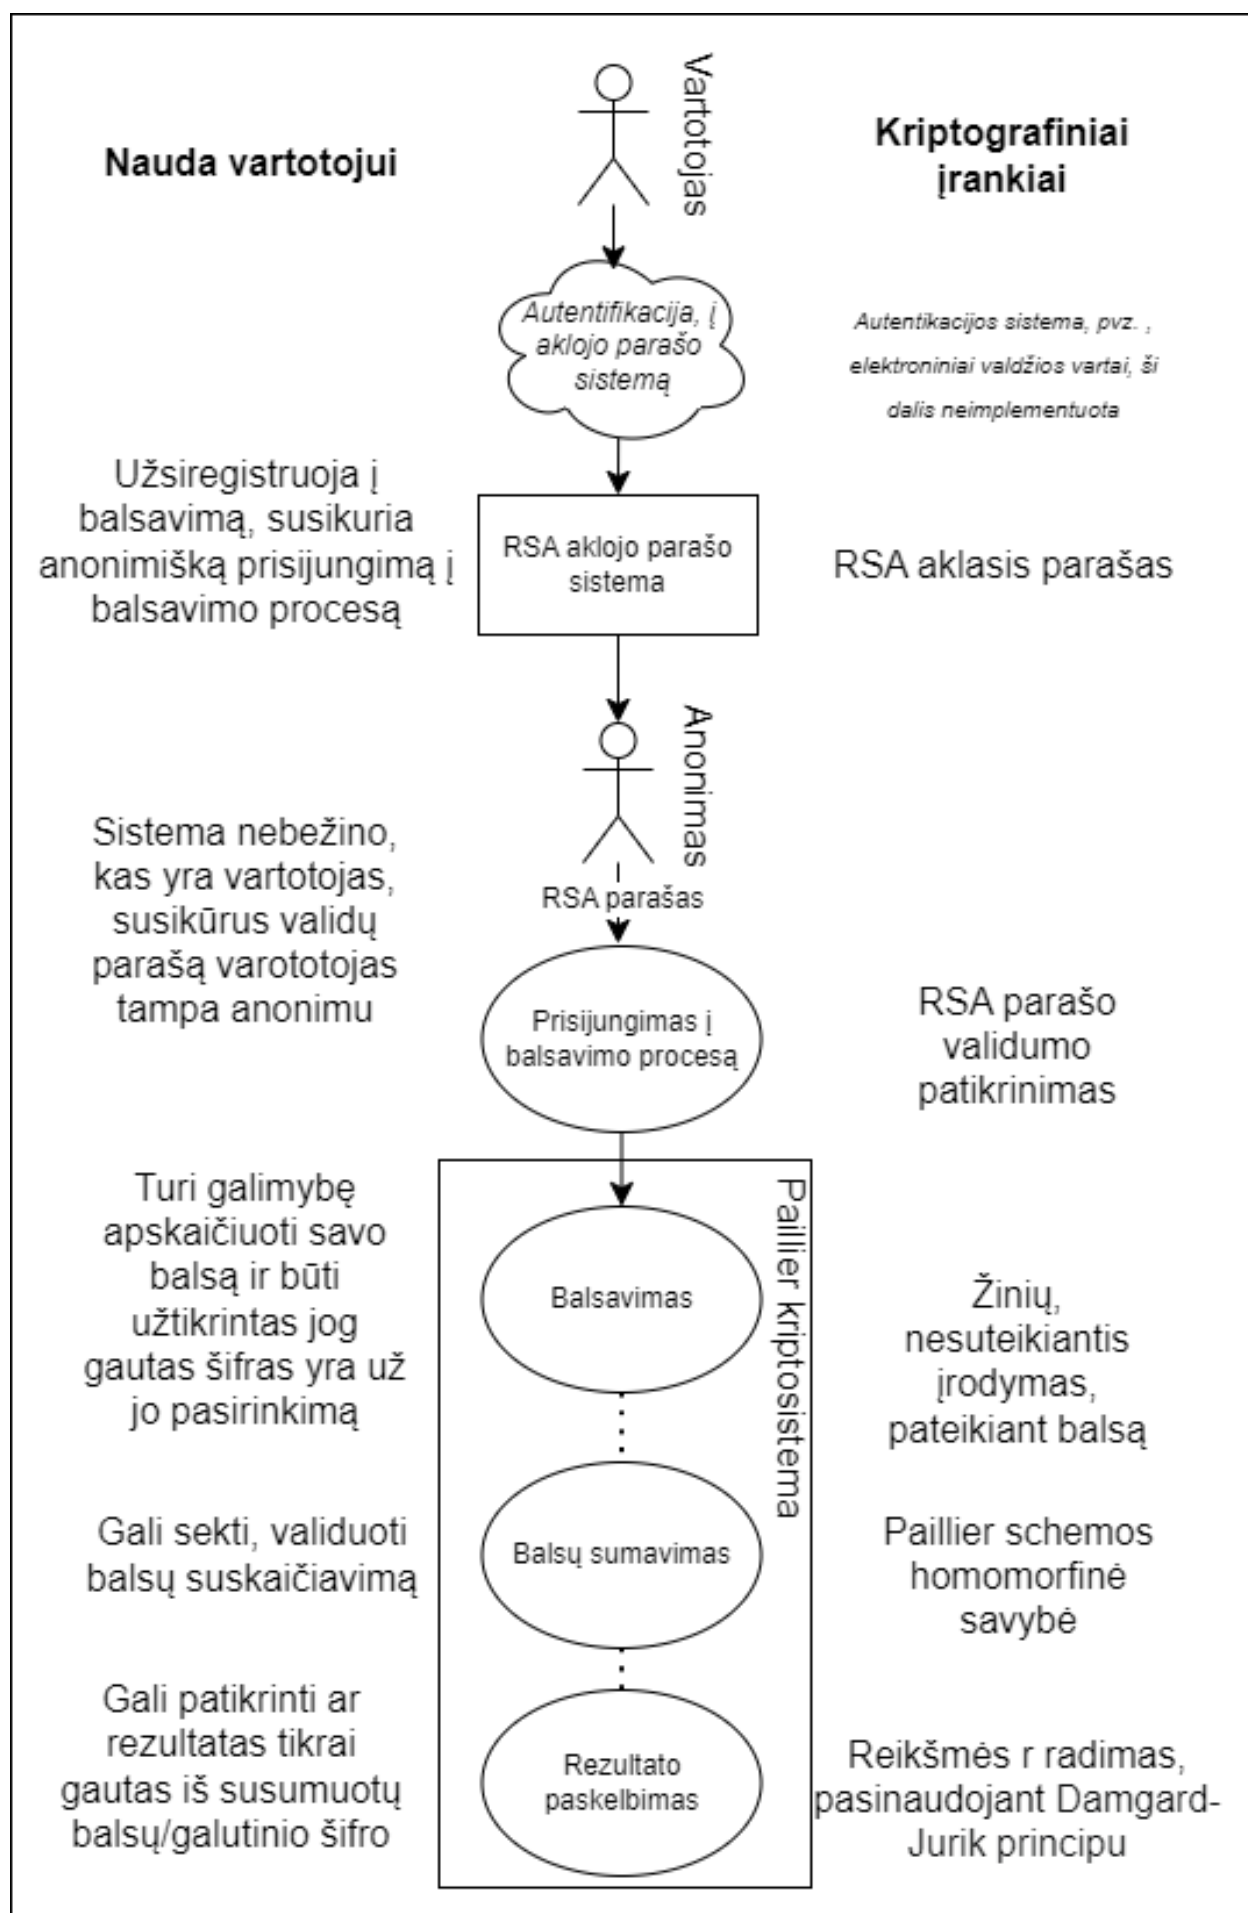 Vartotojas
Nauda vartotojui
Kriptografiniai
įrankiai
Autentifikacija, į
aklojo parašo
sistemą
Autentikacijos sistema, pvz. ,
elektroniniai valdžios vartai, ši
dalis neimplementuota
Užsiregistruoja į
balsavimą, susikuria
anonimišką prisijungimą į
balsavimo procesą
RSA aklojo parašo
sistema
RSA aklasis parašas
Anonimas
Sistema nebežino,
kas yra vartotojas,
susikūrus validų
parašą varototojas
tampa anonimu
RSA parašas
Prisijungimas į
balsavimo procesą
RSA parašo
validumo
patikrinimas
Paillier kriptosistema
Turi galimybę
apskaičiuoti savo
balsą ir būti
užtikrintas jog
gautas šifras yra už
jo pasirinkimą
Balsavimas
Žinių,
nesuteikiantis
įrodymas,
pateikiant balsą
Gali sekti, validuoti
balsų suskaičiavimą
Balsų sumavimas
Paillier schemos
homomorfinė
savybė
Gali patikrinti ar
rezultatas tikrai
gautas iš susumuotų
balsų/galutinio šifro
Rezultato
paskelbimas
Reikšmės r radimas,
pasinaudojant Damgard-
Jurik principu